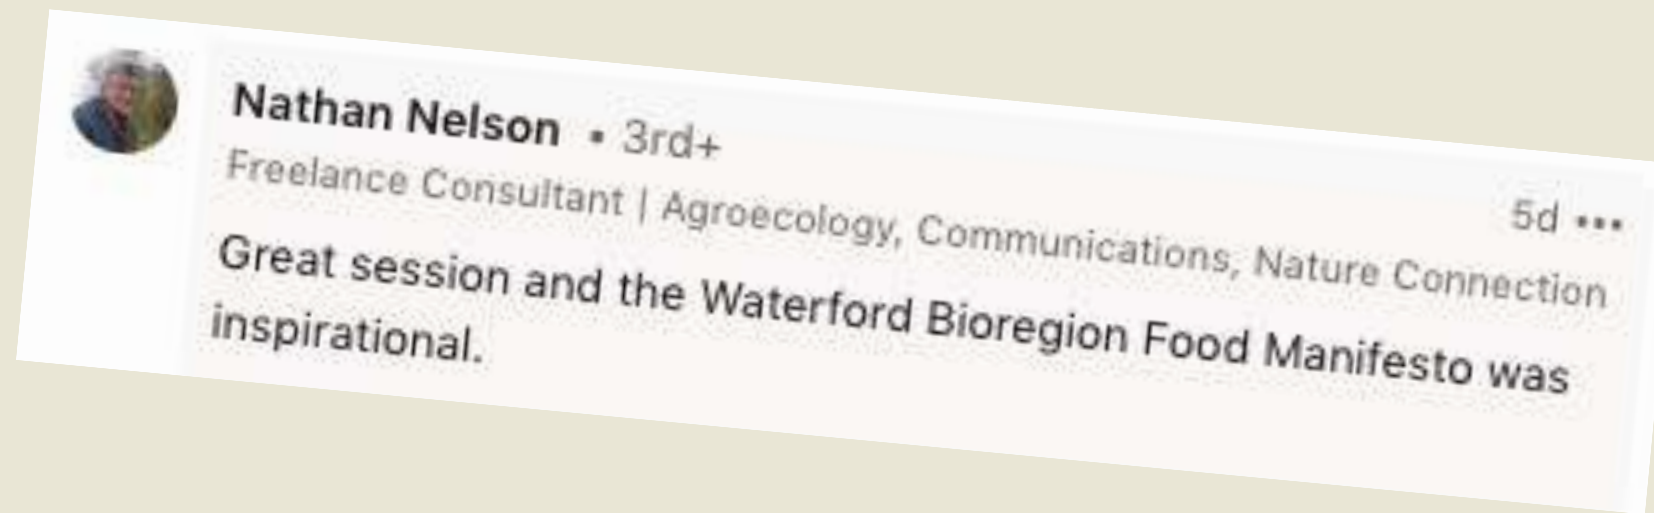 Nathan Nelson • 3rd+
5d •••
Freelance Consultant | Agroecology, Communications, Nature Connection
Great session and the Waterford Bioregion Food Manifesto was
inspirational.